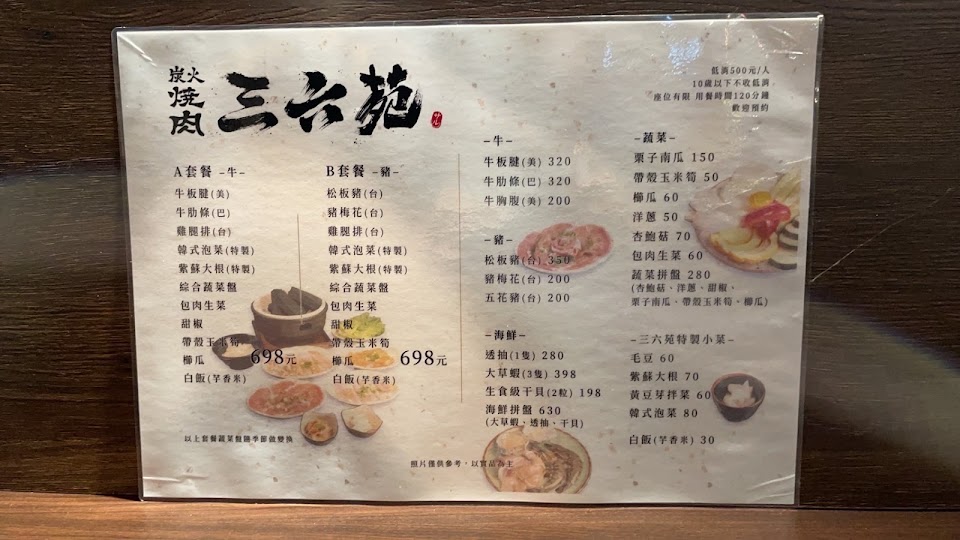 炭火
燒肉
三六苑
低消500元/人
10歲以下不收低消
座位有限 用餐時間120分鐘
歡迎預約
A套餐 –牛–
牛板腱(美)
牛肋條(巴)
雞腿排(台)
韓式泡菜(特製)
紫蘇大根(特製)
綜合蔬菜盤
包肉生菜
甜椒
帶殼玉米筍
櫛瓜
白飯(芋香米)
698元
B套餐 –豬–
松板豬(台)
豬梅花(台)
雞腿排(台)
韓式泡菜(特製)
紫蘇大根(特製)
綜合蔬菜盤
包肉生菜
甜椒
帶殼玉米筍
櫛瓜
白飯(芋香米)
698元
以上套餐蔬菜盤隨季節做變換
–牛–
牛板腱(美) 320
牛肋條(巴) 320
牛胸腹(美) 200
–豬–
松板豬(台) 350
豬梅花(台) 200
五花豬(台) 200
–海鮮–
透抽(1隻) 280
大草蝦(3隻) 398
生食級干貝(2粒) 198
海鮮拼盤 630
(大草蝦、透抽、干貝)
–蔬菜–
栗子南瓜 150
帶殼玉米筍 50
櫛瓜 60
洋蔥 50
杏鮑菇 70
包肉生菜 60
蔬菜拼盤 280
(杏鮑菇、洋蔥、甜椒、
栗子南瓜、帶殼玉米筍、櫛瓜)
–三六苑特製小菜–
毛豆 60
紫蘇大根 70
黃豆芽拌菜 60
韓式泡菜 80
白飯(芋香米) 30
照片僅供參考，以實品為主